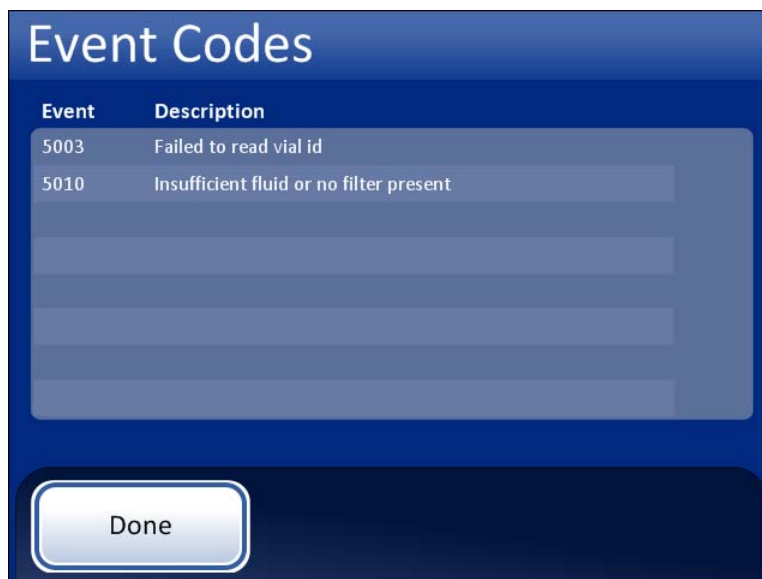 Event Codes
Event Description
5003 Failed to read vial id
5010 Insufficient fluid or no filter present
Done